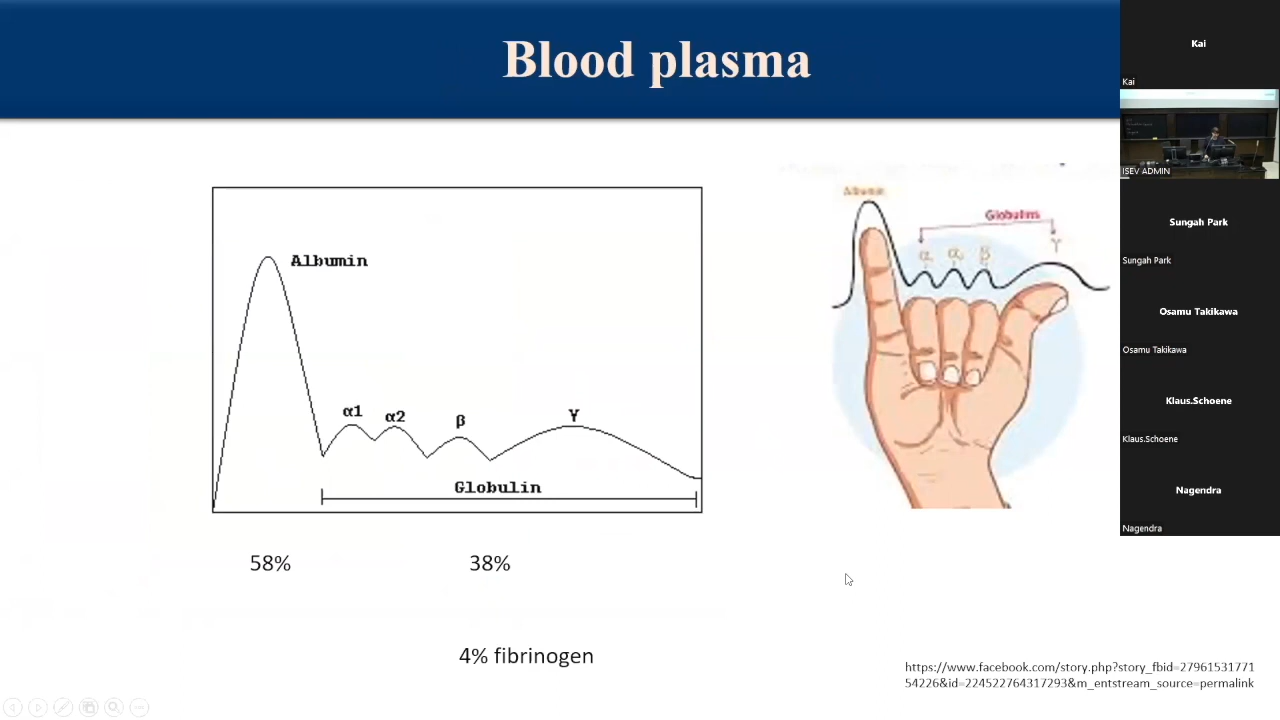 Blood plasma
Albumin
α1
α2
β
γ
Globulin
58%
38%
4% fibrinogen
Albumin
Globulins
α
α
β
γ
https://www.facebook.com/story.php?story_fbid=27961531771
54226&id=224522764317293&m_entstream_source=permalink
Kai
Kai
ISEV ADMIN
Sungah Park
Sungah Park
Osamu Takikawa
Osamu Takikawa
Klaus.Schoene
Klaus.Schoene
Nagendra
Nagendra